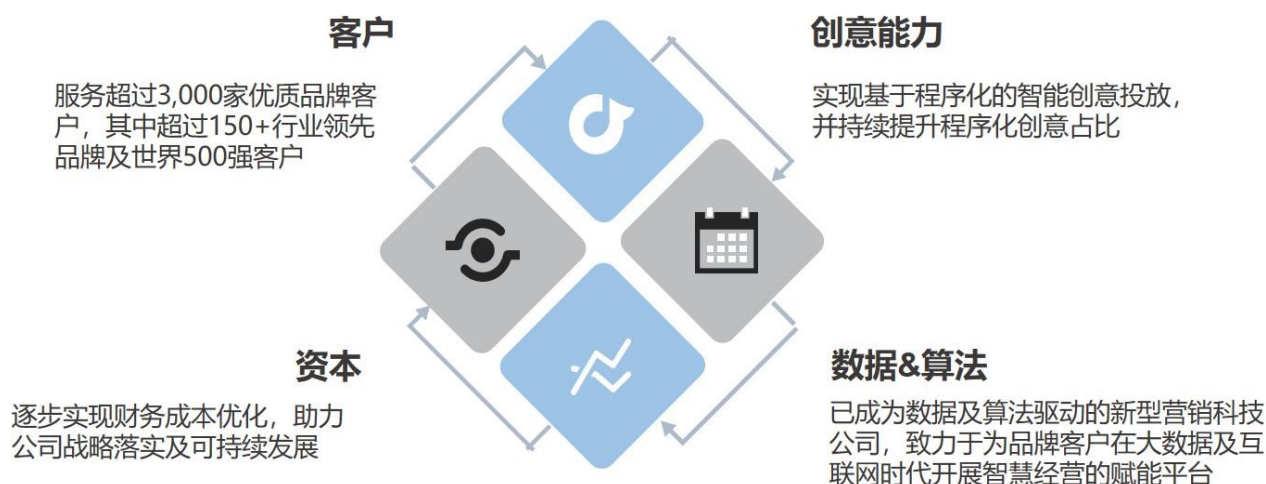 客户
服务超过3,000家优质品牌客
户，其中超过150+行业领先
品牌及世界500强客户
创意能力
实现基于程序化的智能创意投放，
并持续提升程序化创意占比
资本
逐步实现财务成本优化，助力
公司战略落实及可持续发展
数据&算法
已成为数据及算法驱动的新型营销科技
公司，致力于为品牌客户在大数据及互
联网时代开展智慧经营的赋能平台